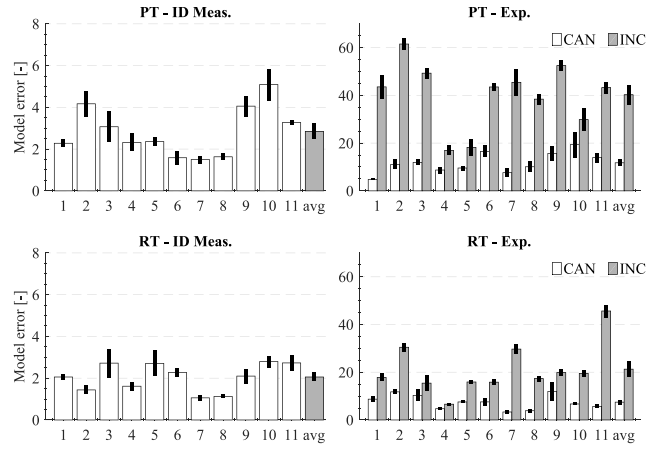 PT - ID Meas.
8
6
4
2
0
Model error [-]
1 2 3 4 5 6 7 8 9 10 11 avg
PT - Exp.
CAN INC
60
40
20
0
1 2 3 4 5 6 7 8 9 10 11 avg
RT - ID Meas.
8
6
4
2
0
Model error [-]
1 2 3 4 5 6 7 8 9 10 11 avg
RT - Exp.
CAN INC
60
40
20
0
1 2 3 4 5 6 7 8 9 10 11 avg